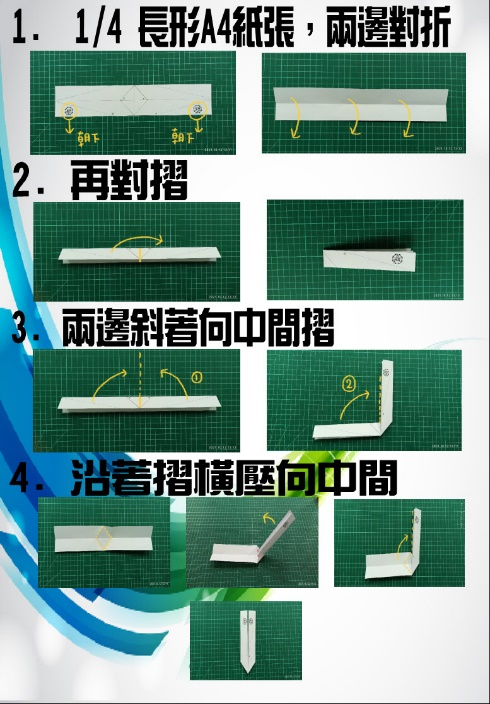 1. 1/4 長形A4紙張，兩邊對折
朝下
朝下
2. 再對摺
3. 兩邊斜著向中間摺
①
②
4. 沿著摺橫壓向中間